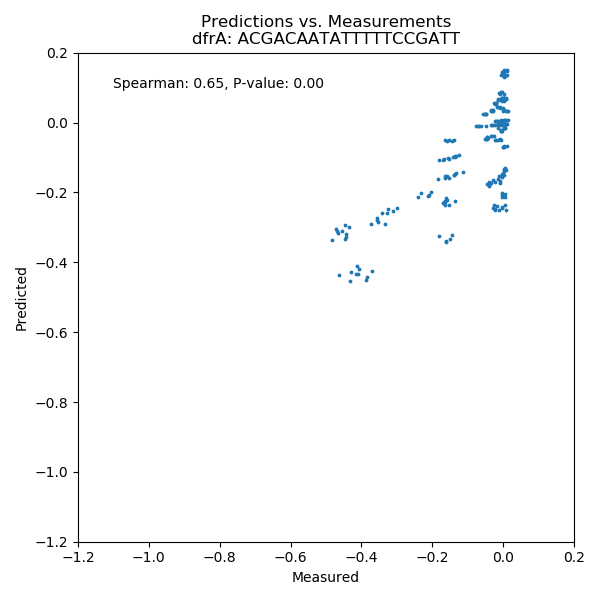 Predictions vs. Measurements
dfrA: ACGACAATATTTTTCCGATT
Spearman: 0.65, P-value: 0.00
0.2
0.0
−0.2
−0.4
−0.6
−0.8
−1.0
−1.2
Predicted
−1.2 −1.0 −0.8 −0.6 −0.4 −0.2 0.0 0.2
Measured